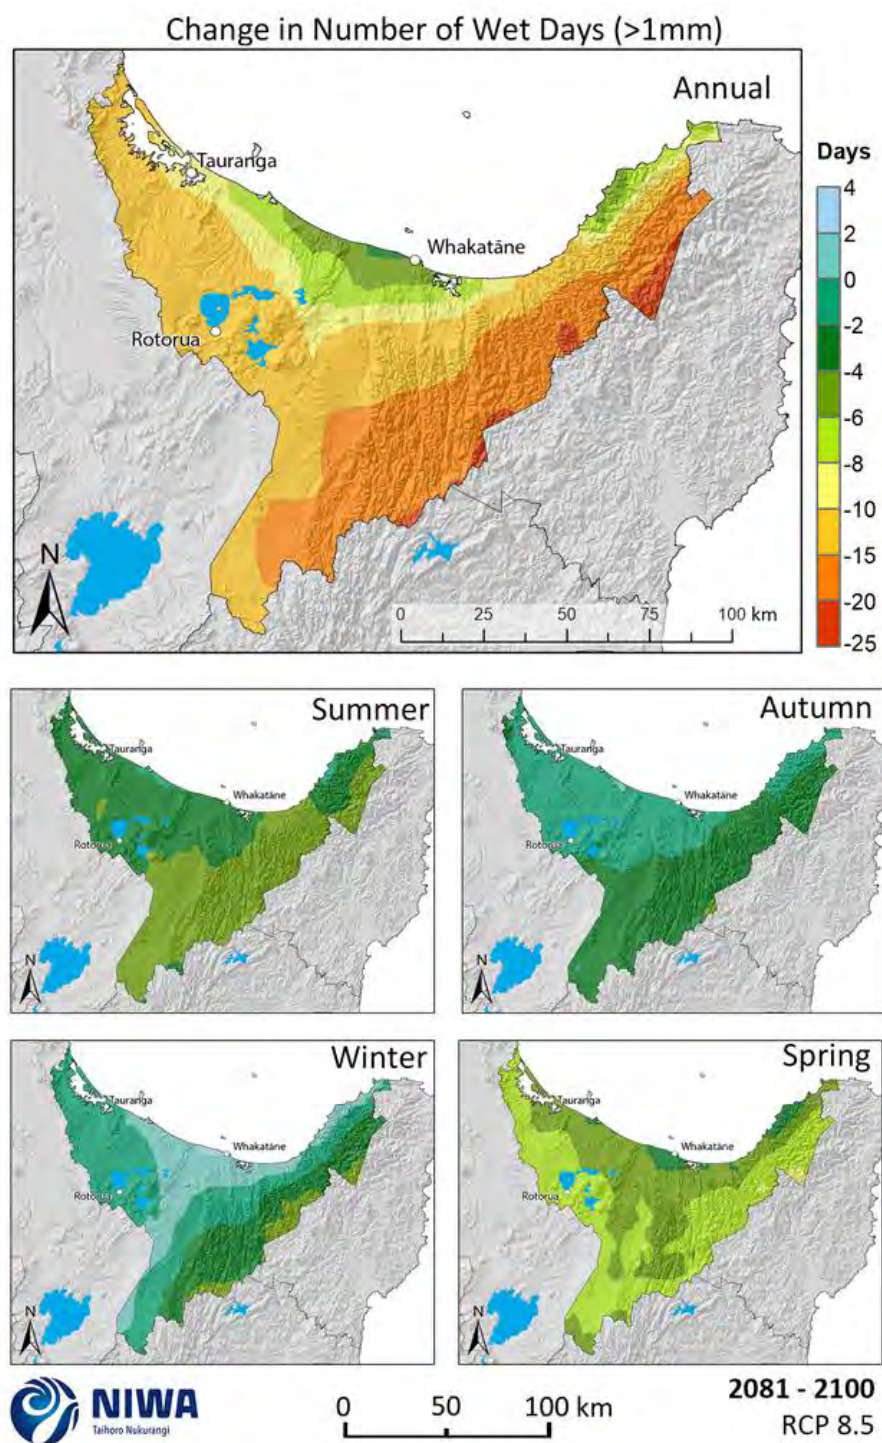 Change in Number of Wet Days (>1mm)
Annual
Days
4
2
0
-2
-4
-6
-8
-10
-15
-20
-25
Tauranga
Whakatāne
Rotorua
N
0 25 50 75 100 km
Summer
Tauranga
Whakatāne
Rotorua
N
Autumn
Tauranga
Whakatāne
Rotorua
N
Winter
Tauranga
Whakatāne
Rotorua
N
Spring
Tauranga
Whakatāne
Rotorua
N
NIWA
Taihoro Nukurangi
0 50 100 km
2081 - 2100
RCP 8.5